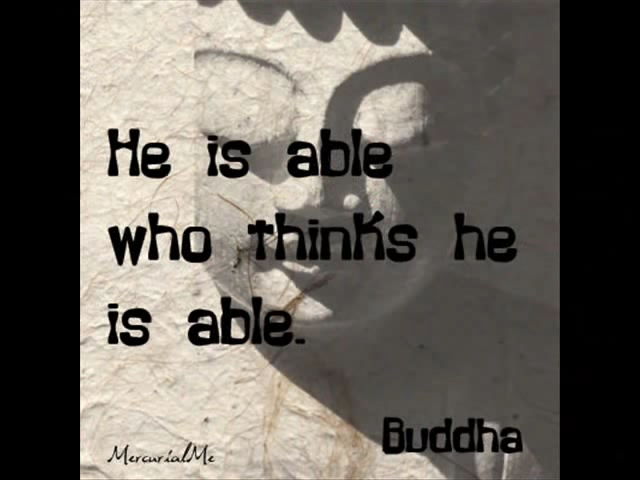 He is able
who thinks he
is able.
Buddha
MercurialMe